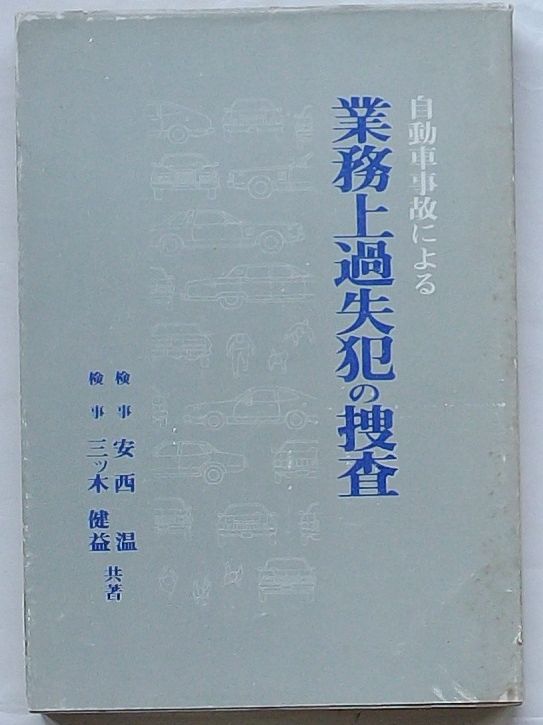 自動車事故による
業務上過失犯の捜査
検事 安西 温
検事 三ッ木 健益
共著